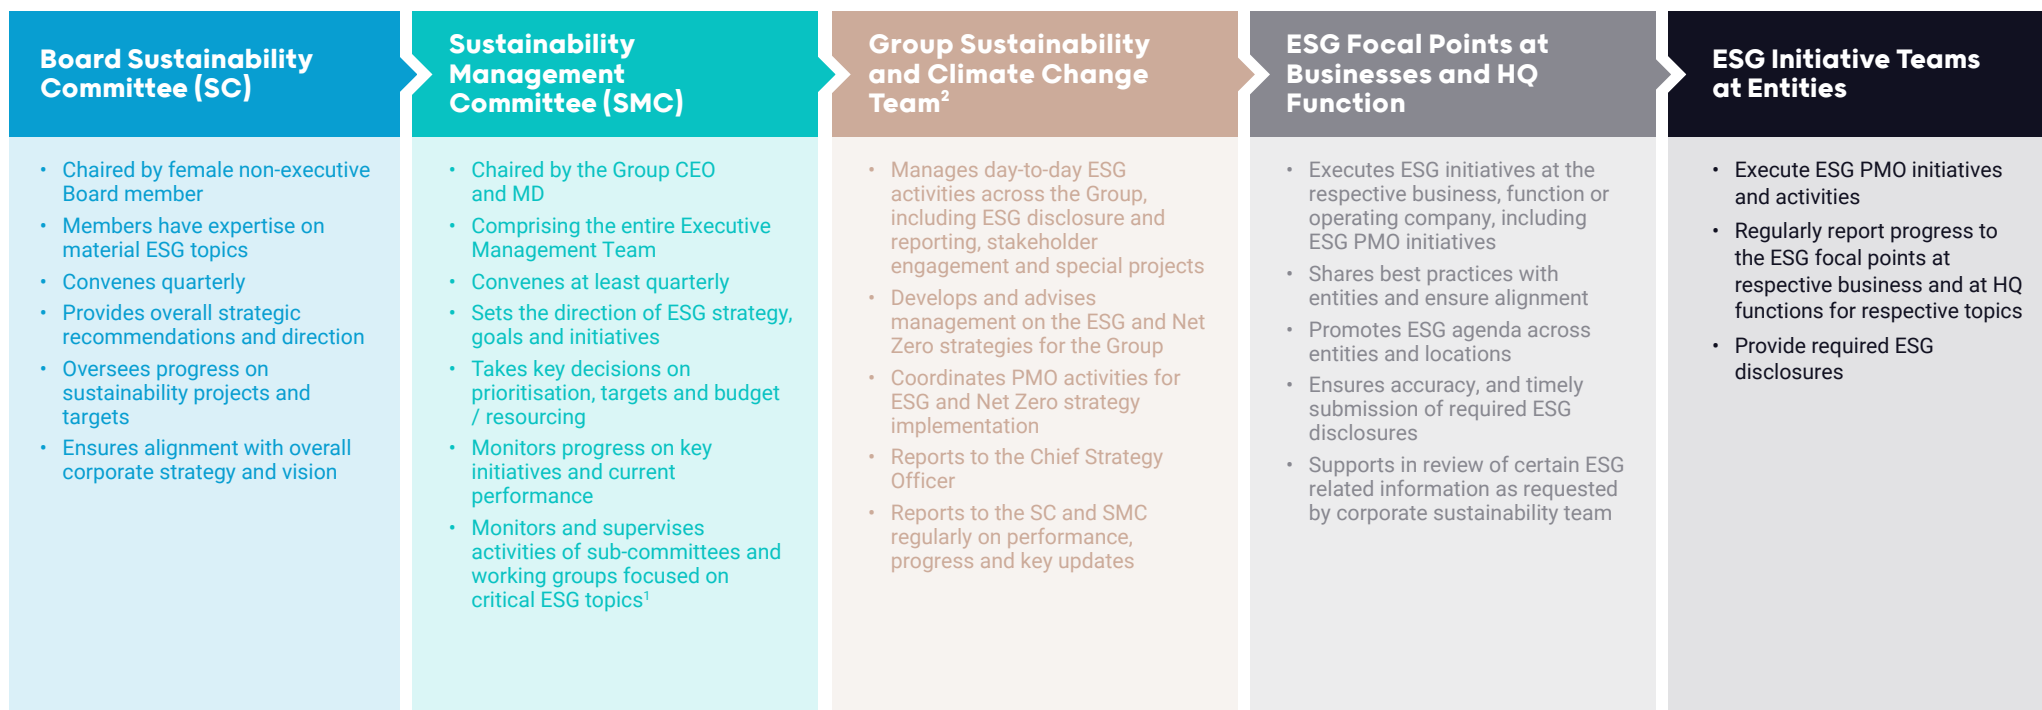 Board Sustainability
Committee (SC)
• Chaired by female non-executive
Board member
• Members have expertise on
material ESG topics
• Convenes quarterly
• Provides overall strategic
recommendations and direction
• Oversees progress on
sustainability projects and
targets
• Ensures alignment with overall
corporate strategy and vision
Sustainability
Management
Committee (SMC)
• Chaired by the Group CEO
and MD
• Comprising the entire Executive
Management Team
• Convenes at least quarterly
• Sets the direction of ESG strategy,
goals and initiatives
• Takes key decisions on
prioritisation, targets and budget
/ resourcing
• Monitors progress on key
initiatives and current
performance
• Monitors and supervises
activities of sub-committees and
working groups focused on
critical ESG topics¹
Group Sustainability
and Climate Change
Team²
• Manages day-to-day ESG
activities across the Group,
including ESG disclosure and
reporting, stakeholder
engagement and special projects
• Develops and advises
management on the ESG and Net
Zero strategies for the Group
• Coordinates PMO activities for
ESG and Net Zero strategy
implementation
• Reports to the Chief Strategy
Officer
• Reports to the SC and SMC
regularly on performance,
progress and key updates
ESG Focal Points at
Businesses and HQ
Function
• Executes ESG initiatives at the
respective business, function or
operating company, including
ESG PMO initiatives
• Shares best practices with
entities and ensure alignment
• Promotes ESG agenda across
entities and locations
• Ensures accuracy, and timely
submission of required ESG
disclosures
• Supports in review of certain ESG
related information as requested
by corporate sustainability team
ESG Initiative Teams
at Entities
• Execute ESG PMO initiatives
and activities
• Regularly report progress to
the ESG focal points at
respective business and at HQ
functions for respective topics
• Provide required ESG
disclosures